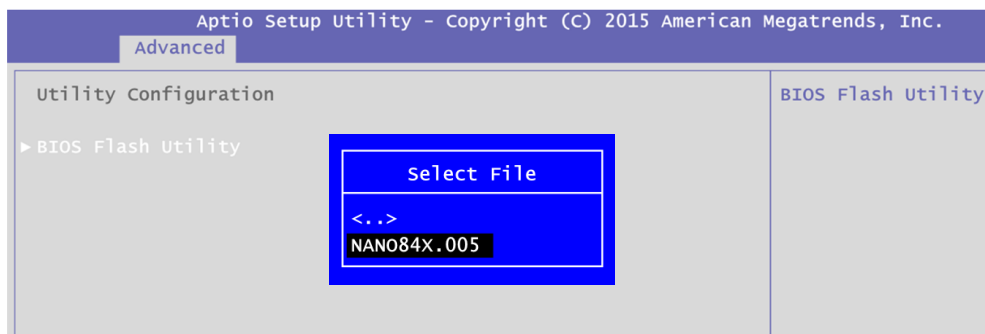 Aptio Setup Utility - Copyright (C) 2015 American Megatrends, Inc.
Advanced
Utility Configuration
BIOS Flash Utility
►BIOS Flash Utility
Select File
<..>
NANO84X.005